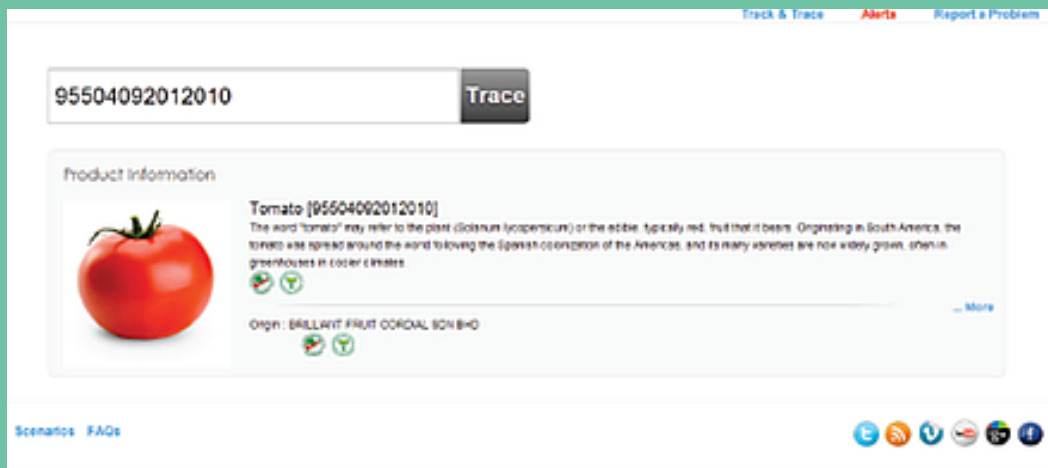 Track & Trace Alerts Report a Problem
95504092012010 Trace
Product Information
Tomato [95504092012010]
The word "tomato" may refer to the plant (Solanum lycopersicum) or the edible, typically red, fruit that it bears. Originating in South America, the
tomato was spread around the world following the Spanish colonization of the Americas, and its many varieties are now widely grown, often in
greenhouses in cooler climates.
... More
Origin : BRILLIANT FRUIT CORDIAL SDN BHD
Scenarios FAQs